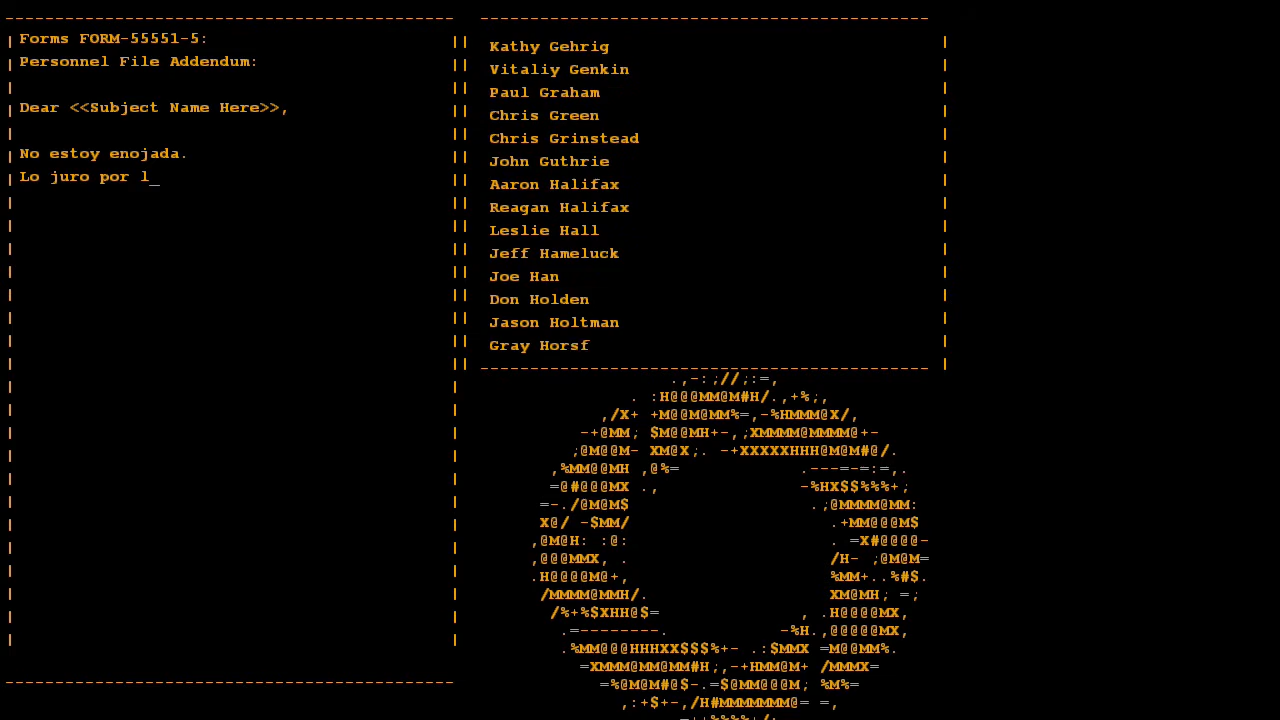 Forms FORM-55551-5:
Personnel File Addendum:
Dear <<Subject Name Here>>,
No estoy enojada.
Lo juro por l_
Kathy Gehrig
Vitaliy Genkin
Paul Graham
Chris Green
Chris Grinstead
John Guthrie
Aaron Halifax
Reagan Halifax
Leslie Hall
Jeff Hameluck
Joe Han
Don Holden
Jason Holtman
Gray Horsf